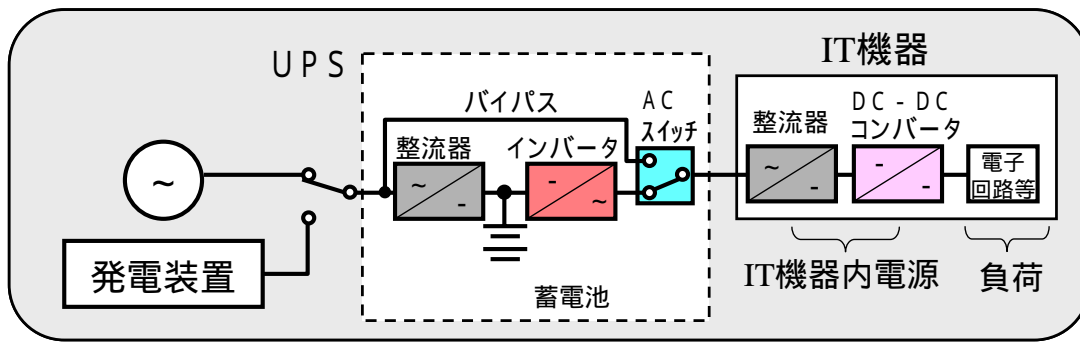 IT機器
UPS
バイパス
AC
スイッチ
整流器
インバータ
整流器
DC-DC
コンバータ
電子
回路等
~
~
-
-
~
~
-
-
-
発電装置
蓄電池
IT機器内電源
負荷